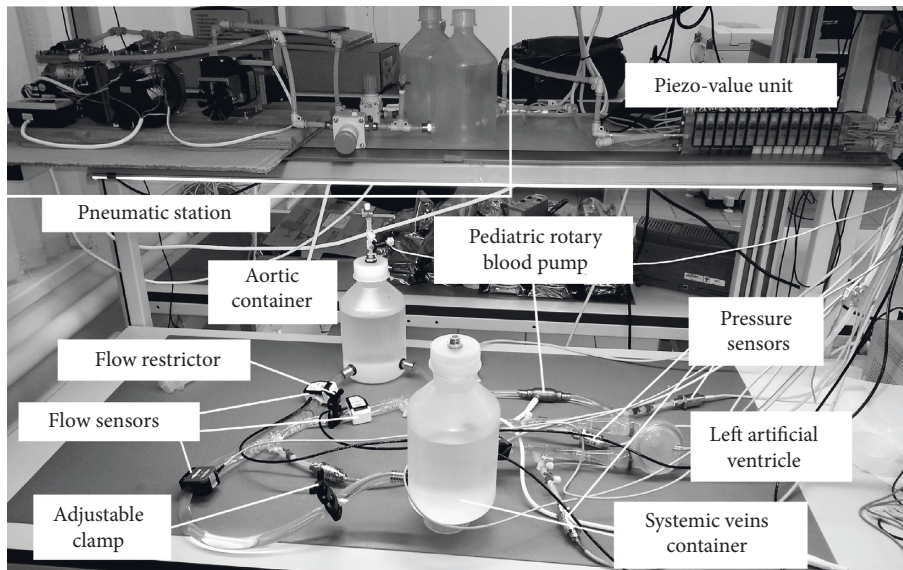 Piezo-value unit
Pneumatic station
Aortic
container
Pediatric rotary
blood pump
Pressure
sensors
Flow restrictor
Flow sensors
Left artificial
ventricle
Adjustable
clamp
Systemic veins
container